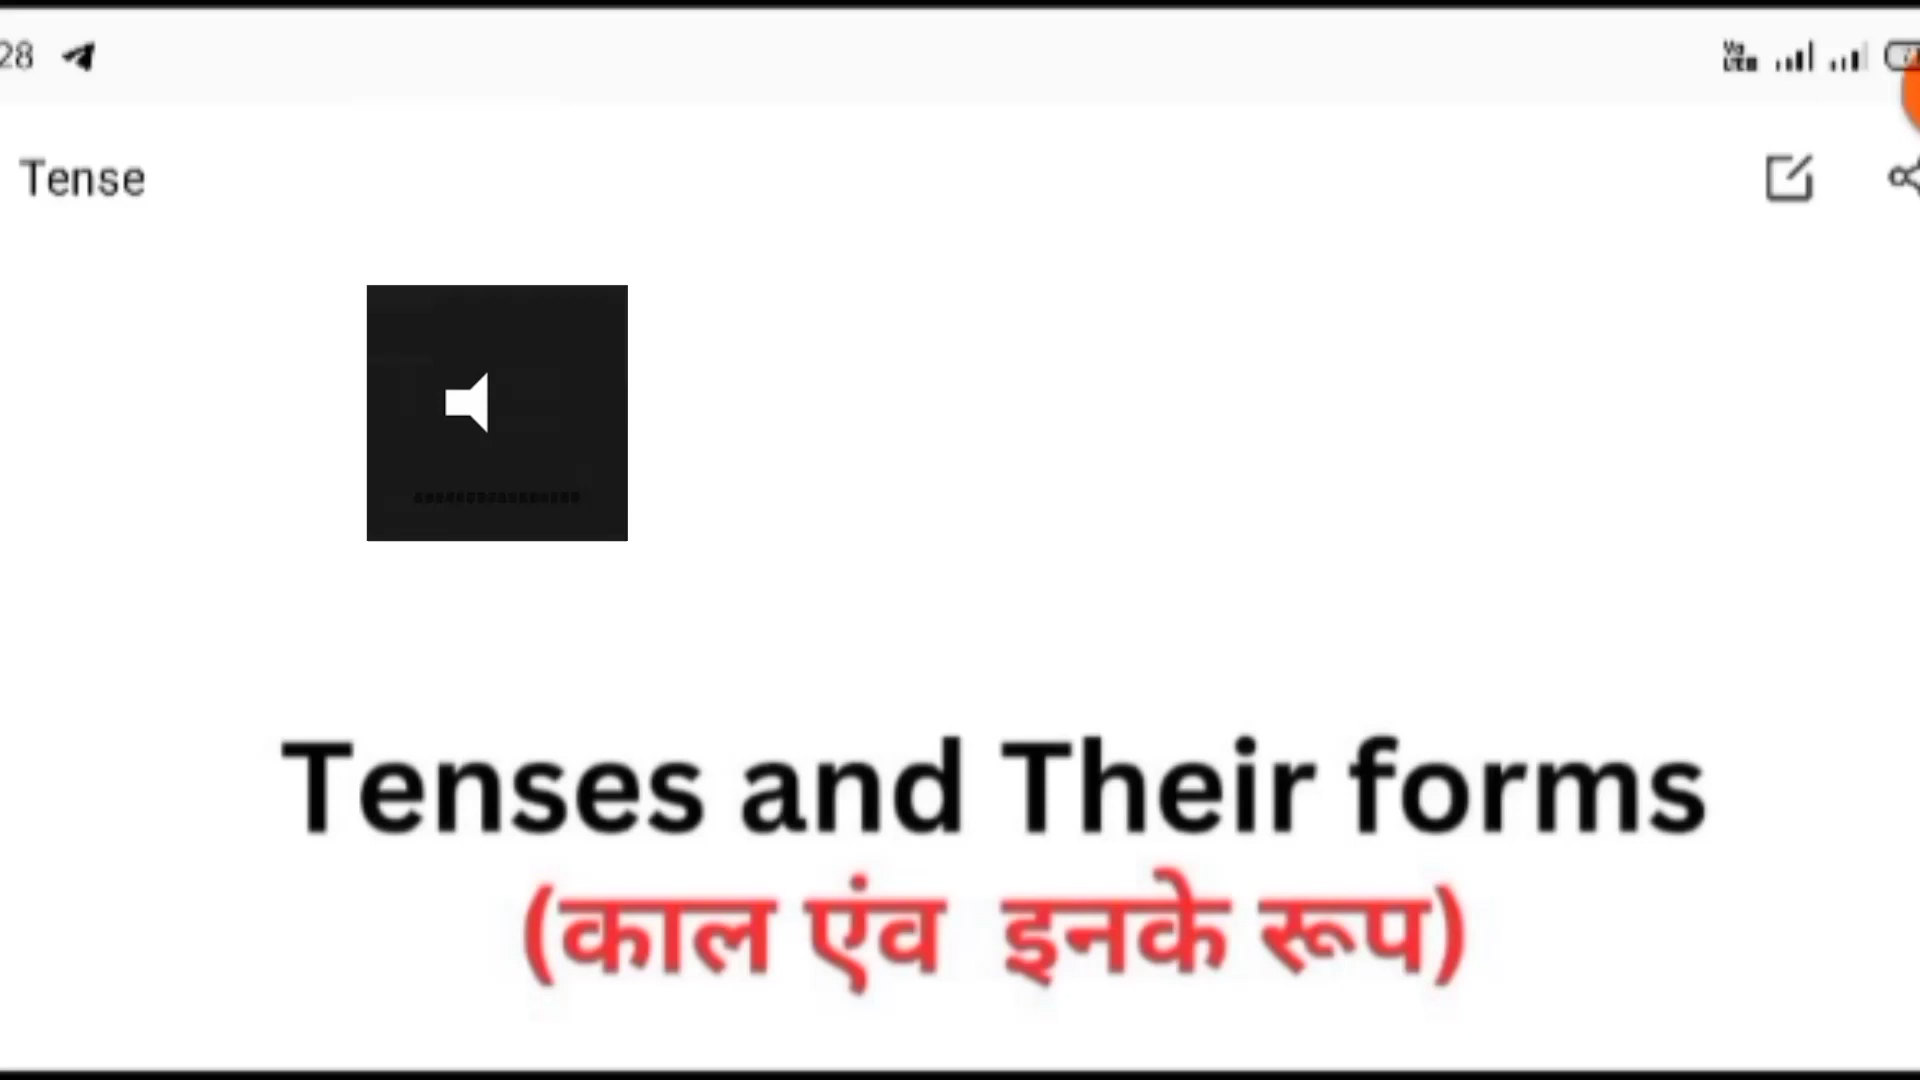 28
Tense
Tenses and Their forms
(काल एंव इनके रूप)